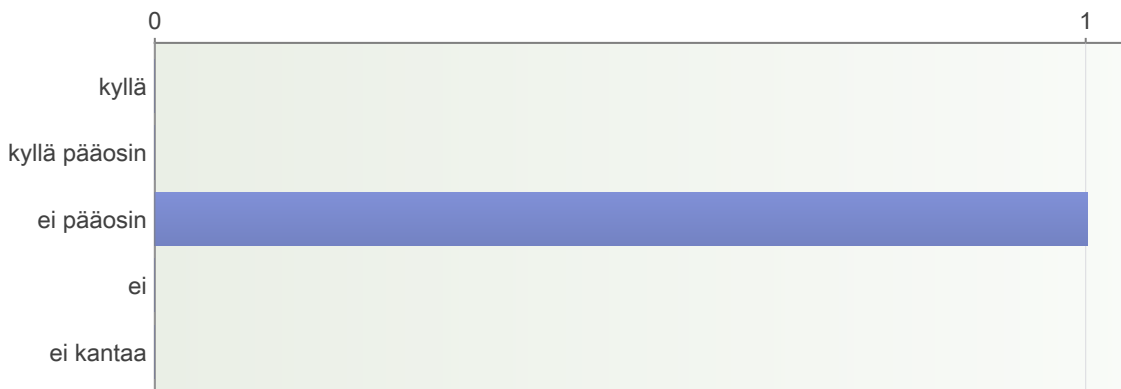 0 1
kyllä
kyllä pääosin
ei pääosin
ei
ei kantaa